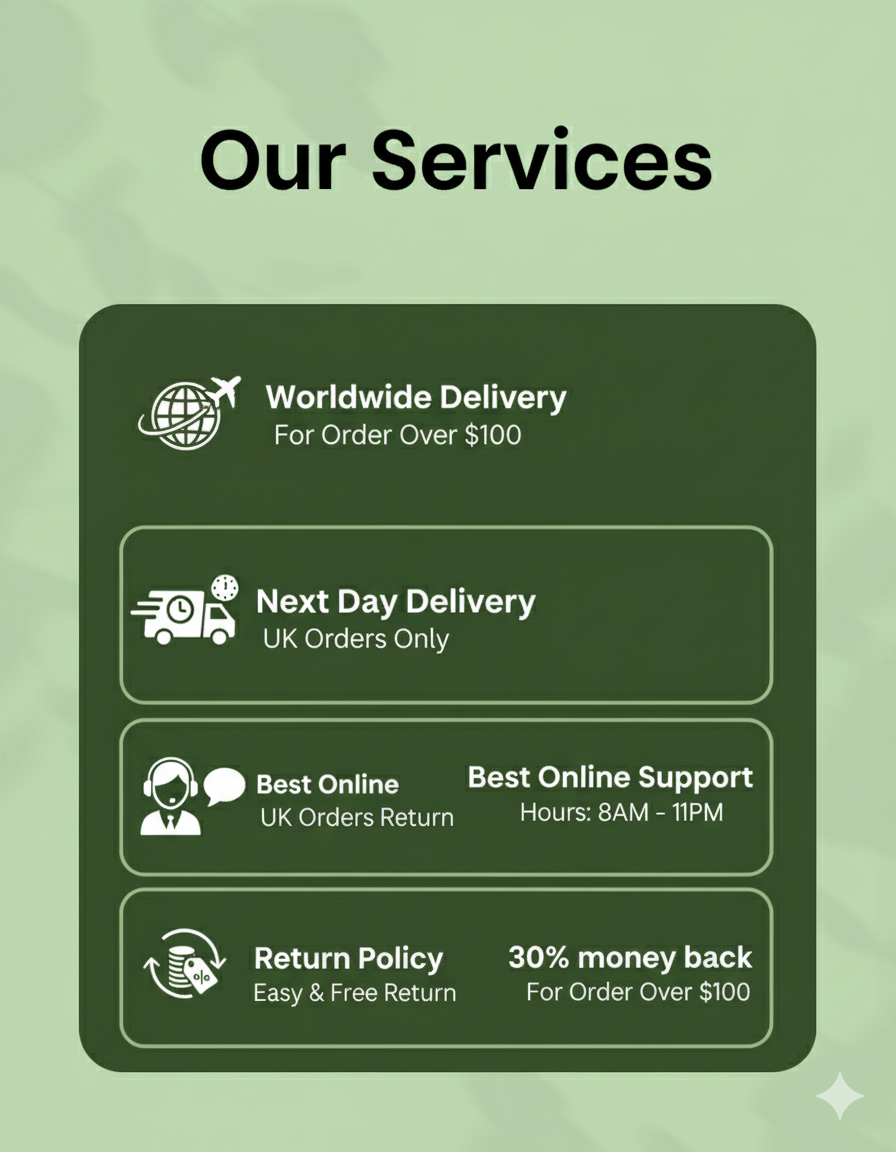 Our Services
Worldwide Delivery
For Order Over $100
Next Day Delivery
UK Orders Only
Best Online
UK Orders Return
Best Online Support
Hours: 8AM - 11PM
Return Policy
Easy & Free Return
30% money back
For Order Over $100